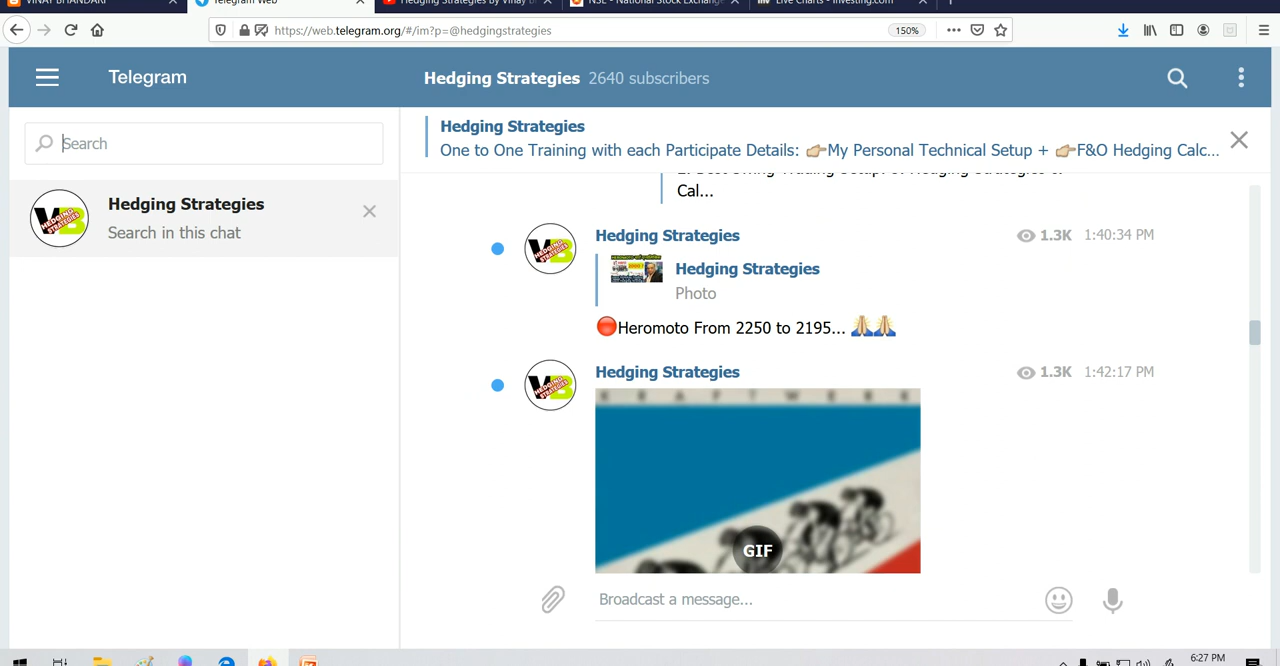 VINAY BHANDARI
Telegram Web
Hedging Strategies By Vinay B
NSE - National Stock Exchange
Live Charts - Investing.com
https://web.telegram.org/#/im?p=@hedgingstrategies
150%
Telegram
Hedging Strategies 2640 subscribers
Search
Hedging Strategies
Search in this chat
Hedging Strategies
One to One Training with each Participate Details: 👉🏼My Personal Technical Setup + 👉🏼F&O Hedging Calc...
Cal...
Hedging Strategies
1.3K 1:40:34 PM
Hedging Strategies
Photo
🔴Heromoto From 2250 to 2195... 🙏🏼🙏🏼
Hedging Strategies
1.3K 1:42:17 PM
K R A F T W E R K
GIF
Broadcast a message...
6:27 PM